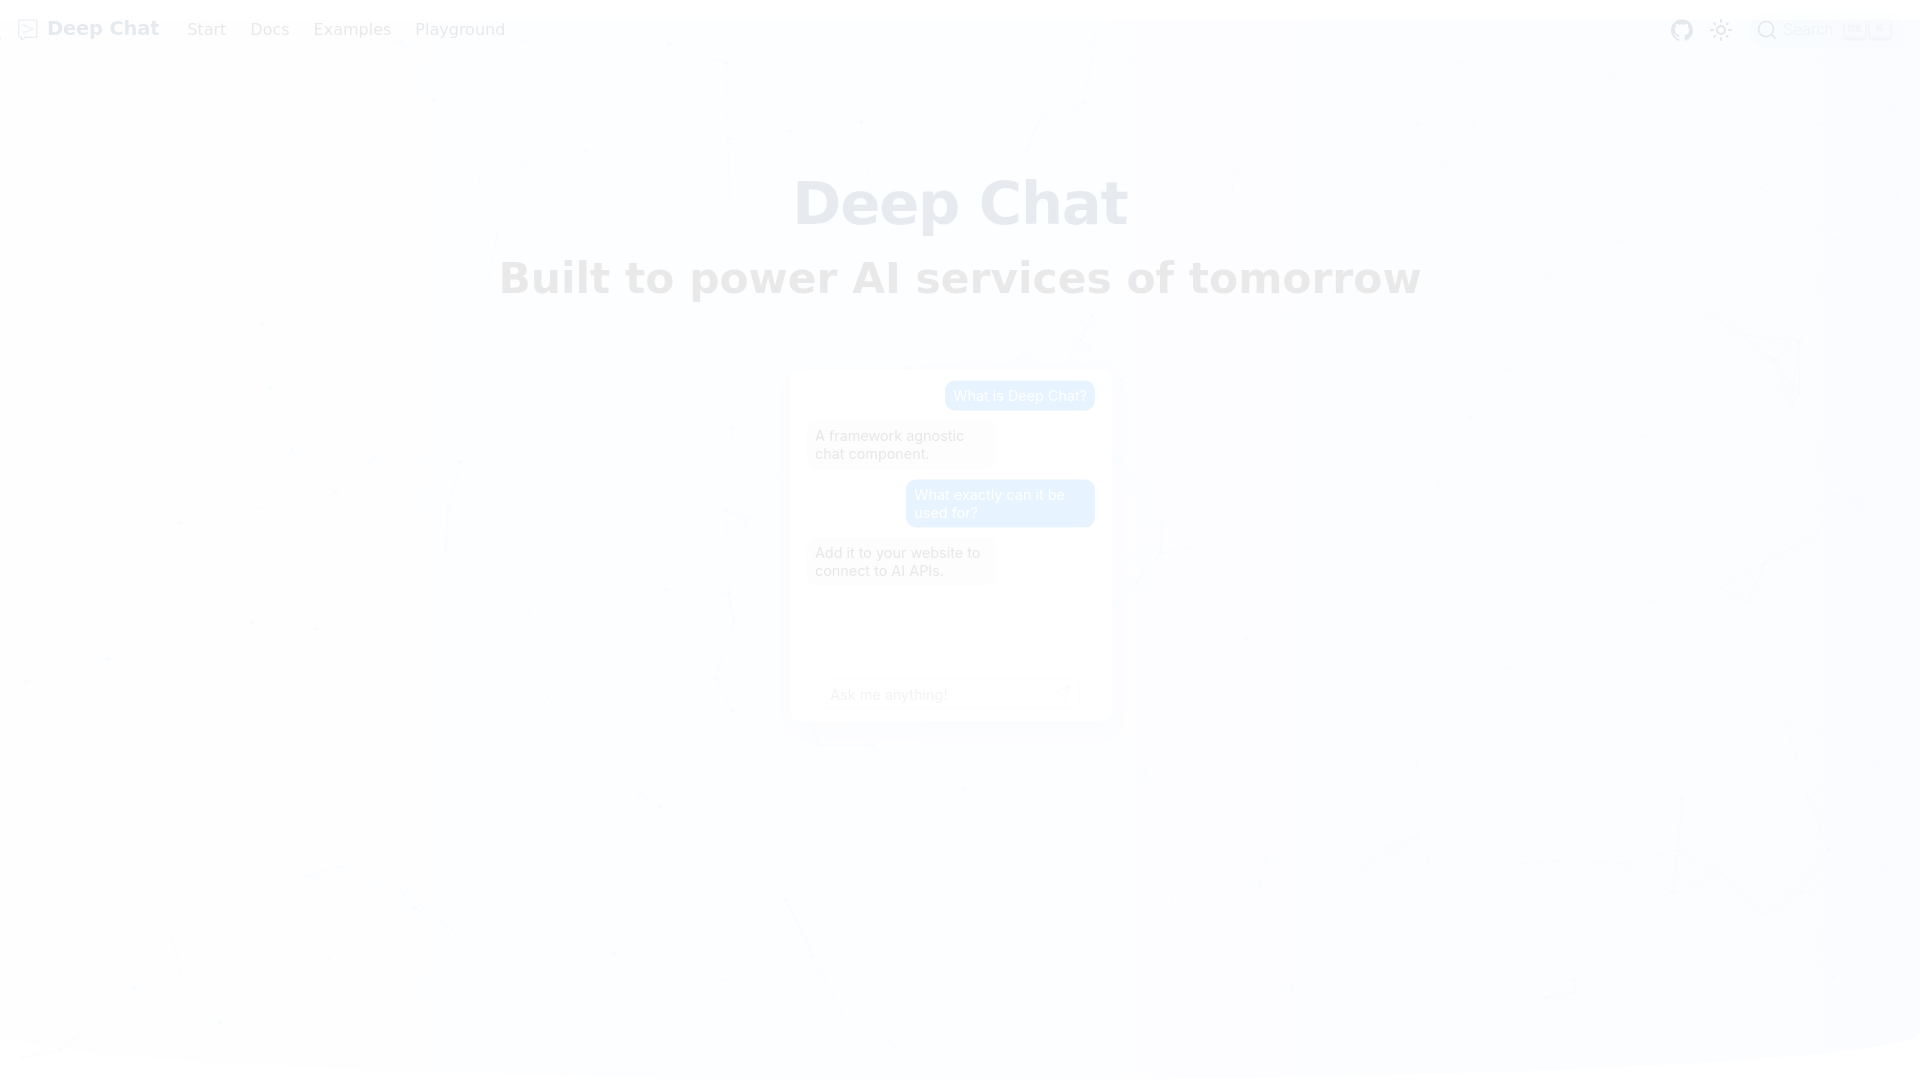 Deep Chat Start Docs Examples Playground Search
Deep Chat
Built to power AI services of tomorrow
What is Deep Chat?
A framework agnostic
chat component.
What exactly can it be
used for?
Add it to your website to
connect to AI APIs.
Ask me anything!